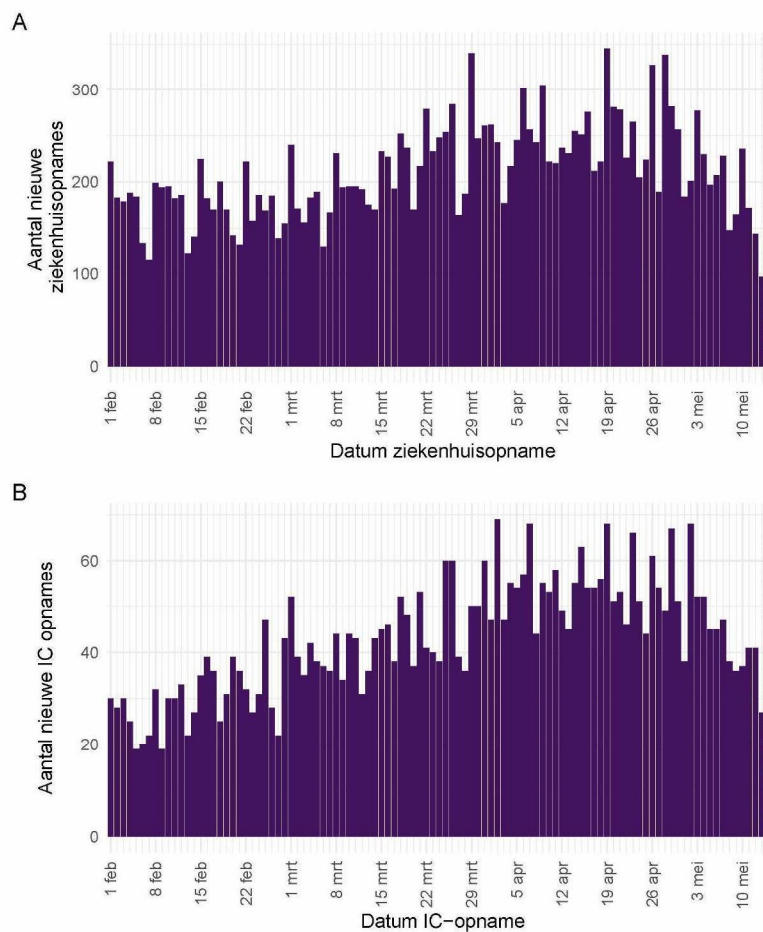 A
Aantal nieuwe
ziekenhuisopnames
300
200
100
0
1 feb
8 feb
15 feb
22 feb
1 mrt
8 mrt
15 mrt
22 mrt
29 mrt
5 apr
12 apr
19 apr
26 apr
3 mei
10 mei
Datum ziekenhuisopname
B
Aantal nieuwe IC opnames
60
40
20
0
1 feb
8 feb
15 feb
22 feb
1 mrt
8 mrt
15 mrt
22 mrt
29 mrt
5 apr
12 apr
19 apr
26 apr
3 mei
10 mei
Datum IC−opname